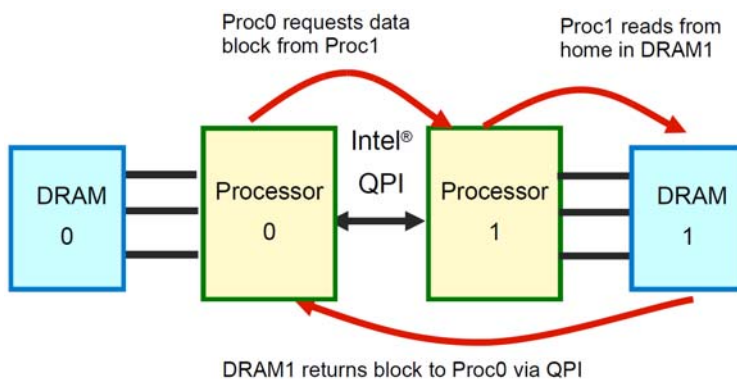 Proc0 requests data
block from Proc1
Proc1 reads from
home in DRAM1
Intel®
QPI
DRAM
0
Processor
0
Processor
1
DRAM
1
DRAM1 returns block to Proc0 via QPI